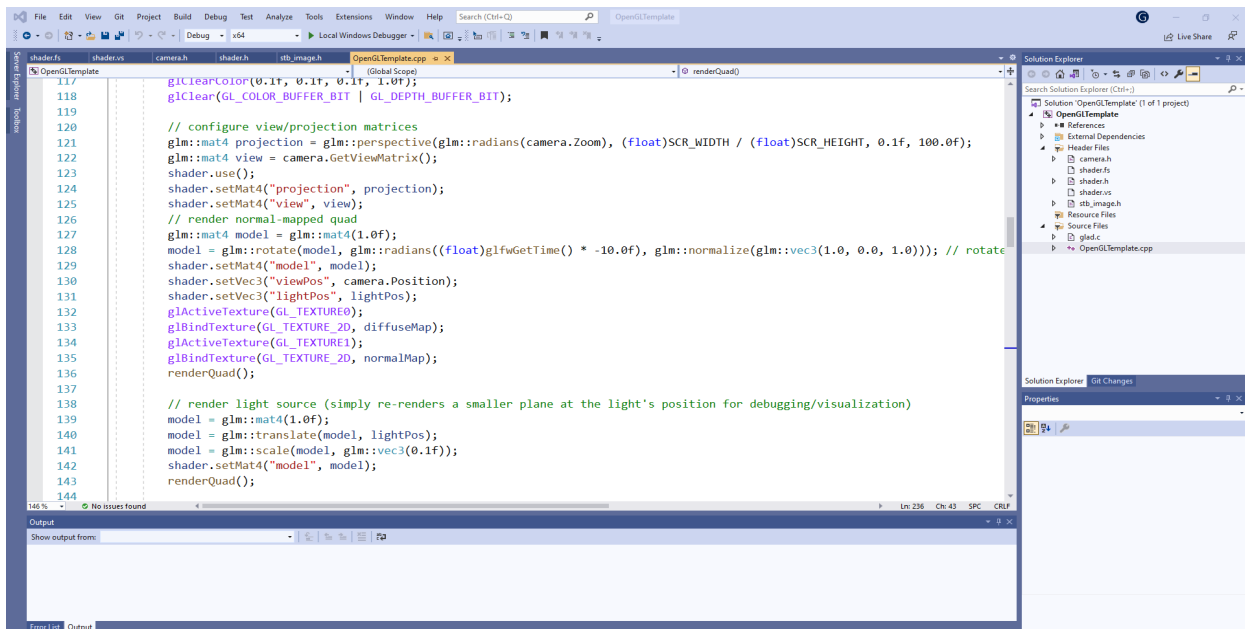 File Edit View Git Project Build Debug Test Analyze Tools Extensions Window Help Search (Ctrl+Q) OpenGLTemplate G
Debug x64 Local Windows Debugger Live Share
Server Explorer
Toolbox
shader.fs shader.vs camera.h shader.h stb_image.h OpenGLTemplate.cpp
OpenGLTemplate (Global Scope) renderQuad()
117 glClearColor(0.1f, 0.1f, 0.1f, 1.0f);
118 glClear(GL_COLOR_BUFFER_BIT | GL_DEPTH_BUFFER_BIT);
119
120 // configure view/projection matrices
121 glm::mat4 projection = glm::perspective(glm::radians(camera.Zoom), (float)SCR_WIDTH / (float)SCR_HEIGHT, 0.1f, 100.0f);
122 glm::mat4 view = camera.GetViewMatrix();
123 shader.use();
124 shader.setMat4("projection", projection);
125 shader.setMat4("view", view);
126 // render normal-mapped quad
127 glm::mat4 model = glm::mat4(1.0f);
128 model = glm::rotate(model, glm::radians((float)glfwGetTime() * -10.0f), glm::normalize(glm::vec3(1.0, 0.0, 1.0))); // rotate
129 shader.setMat4("model", model);
130 shader.setVec3("viewPos", camera.Position);
131 shader.setVec3("lightPos", lightPos);
132 glActiveTexture(GL_TEXTURE0);
133 glBindTexture(GL_TEXTURE_2D, diffuseMap);
134 glActiveTexture(GL_TEXTURE1);
135 glBindTexture(GL_TEXTURE_2D, normalMap);
136 renderQuad();
137
138 // render light source (simply re-renders a smaller plane at the light's position for debugging/visualization)
139 model = glm::mat4(1.0f);
140 model = glm::translate(model, lightPos);
141 model = glm::scale(model, glm::vec3(0.1f));
142 shader.setMat4("model", model);
143 renderQuad();
144
146 % No issues found Ln: 236 Ch: 43 SPC CRLF
Output
Show output from:
Error List Output
Solution Explorer
Search Solution Explorer (Ctrl+;)
Solution 'OpenGLTemplate' (1 of 1 project)
OpenGLTemplate
References
External Dependencies
Header Files
camera.h
shader.fs
shader.h
shader.vs
stb_image.h
Resource Files
Source Files
glad.c
OpenGLTemplate.cpp
Solution Explorer Git Changes
Properties